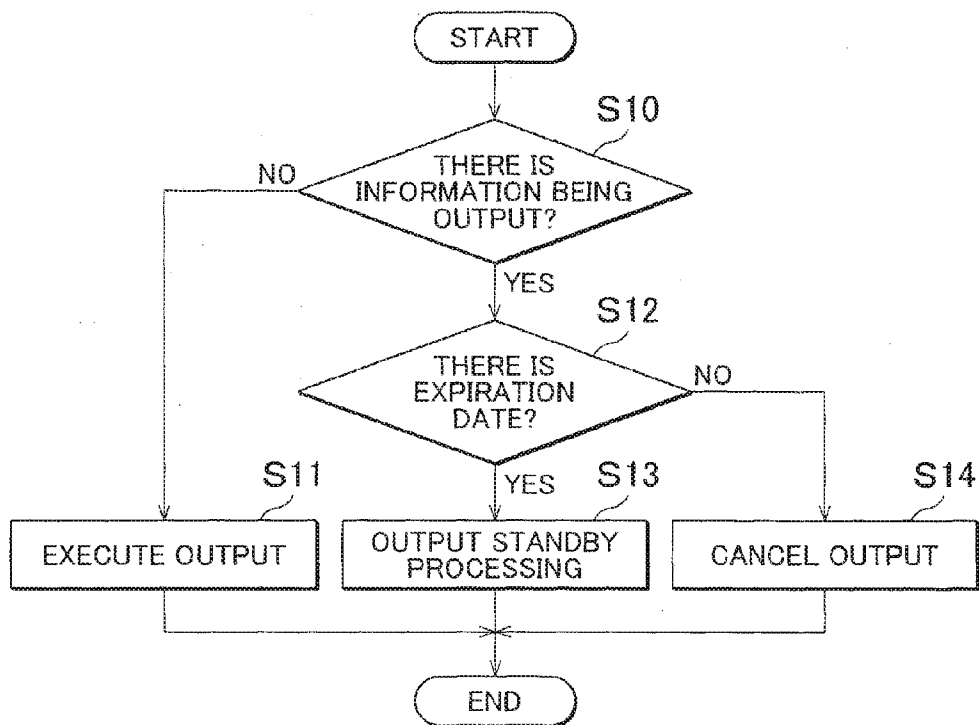 START
S10
THERE IS
INFORMATION BEING
OUTPUT?
NO
YES
S12
THERE IS
EXPIRATION
DATE?
NO
YES
S11
EXECUTE OUTPUT
S13
OUTPUT STANDBY
PROCESSING
S14
CANCEL OUTPUT
END